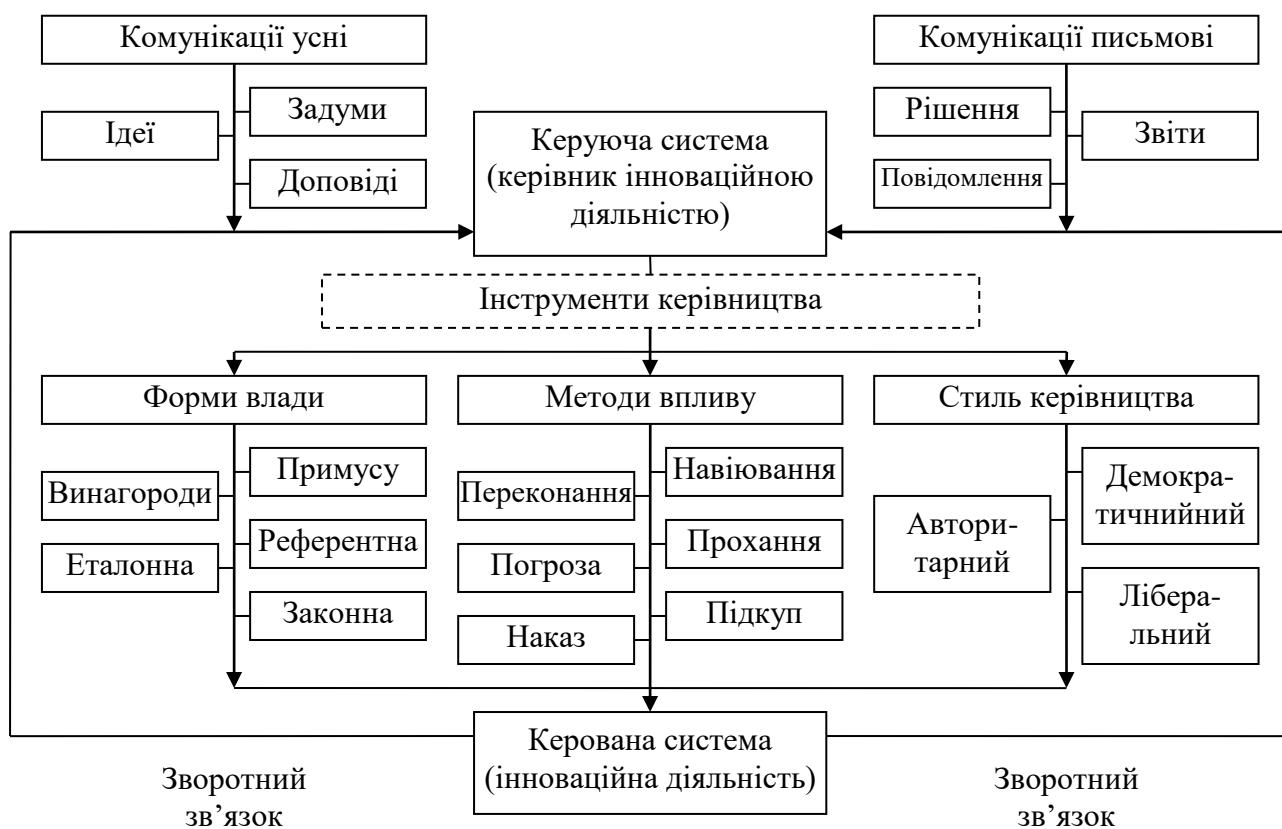 Комунікації усні
Комунікації письмові
Задуми
Ідеї
Доповіді
Рішення
Звіти
Повідомлення
Керуюча система
(керівник інноваційною
діяльністю)
Інструменти керівництва
Форми влади
Методи впливу
Стиль керівництва
Примусу
Винагороди
Референтна
Еталонна
Законна
Навіювання
Переконання
Прохання
Погроза
Підкуп
Наказ
Демокра-
тичнийний
Автори-
тарний
Лібера-
льний
Керована система
(інноваційна діяльність)
Зворотний
зв’язок
Зворотний
зв’язок